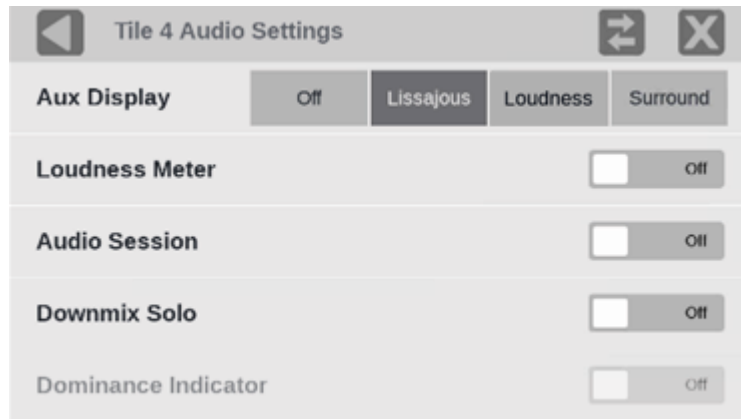 Tile 4 Audio Settings
Aux Display Off Lissajous Loudness Surround
Loudness Meter Off
Audio Session Off
Downmix Solo Off
Dominance Indicator Off